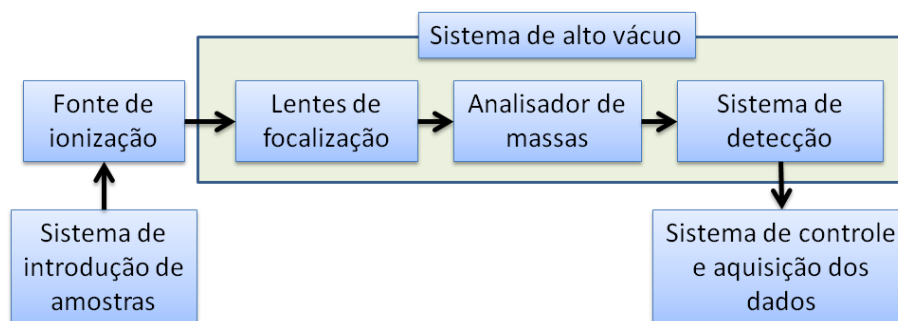 Sistema de alto vácuo
Fonte de
ionização
Lentes de
focalização
Analisador de
massas
Sistema de
detecção
Sistema de
introdução de
amostras
Sistema de controle
e aquisição dos
dados